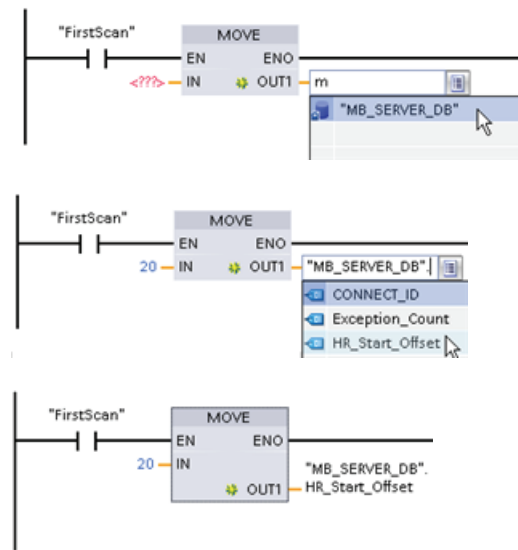 "FirstScan"
MOVE
EN ENO
<???> IN OUT1 m
"MB_SERVER_DB"
"FirstScan"
MOVE
EN ENO
20 IN OUT1 "MB_SERVER_DB".
CONNECT_ID
Exception_Count
HR_Start_Offset
"FirstScan"
MOVE
EN ENO
20 IN
"MB_SERVER_DB".
OUT1 HR_Start_Offset